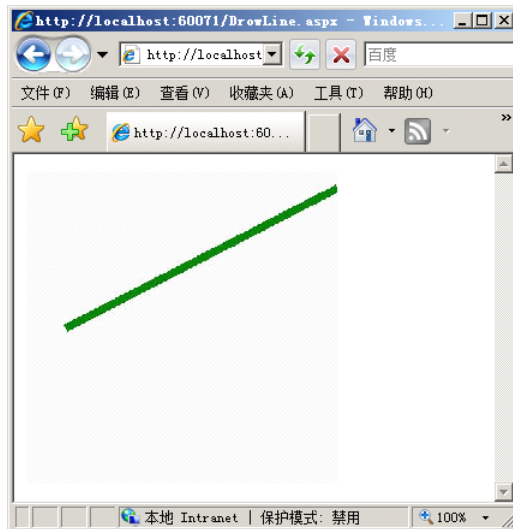 http://localhost:60071/DrowLine.aspx - Windows...
http://localhost
百度
文件(F) 编辑(E) 查看(V) 收藏夹(A) 工具(T) 帮助(H)
http://localhost:60...
»
本地 Intranet | 保护模式: 禁用
100%